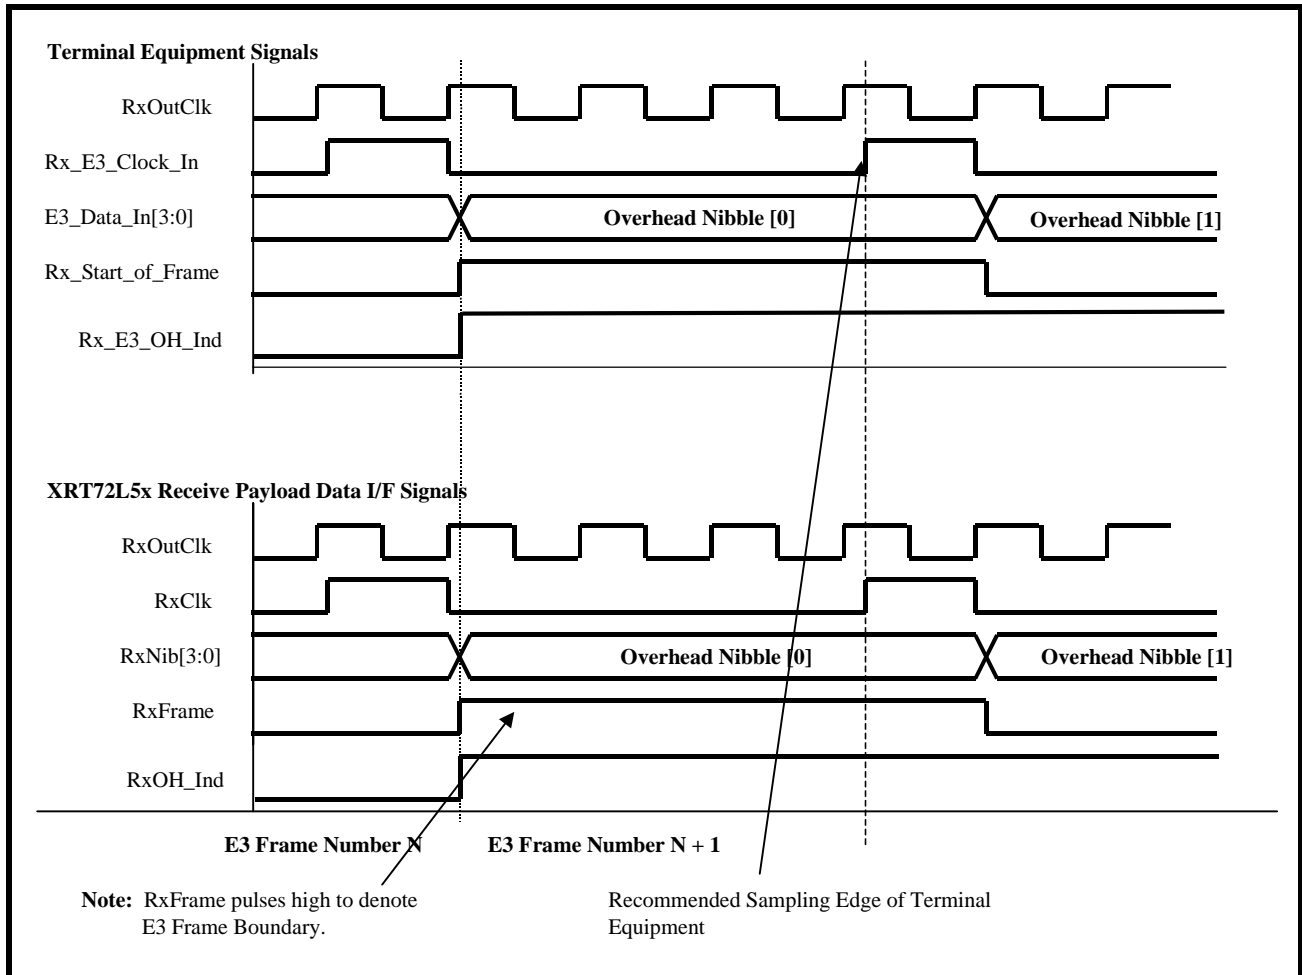 Terminal Equipment Signals
RxOutClk
Rx_E3_Clock_In
E3_Data_In[3:0]
Overhead Nibble [0]
Overhead Nibble [1]
Rx_Start_of_Frame
Rx_E3_OH_Ind
XRT72L5x Receive Payload Data I/F Signals
RxOutClk
RxClk
RxNib[3:0]
Overhead Nibble [0]
Overhead Nibble [1]
RxFrame
RxOH_Ind
E3 Frame Number N
E3 Frame Number N + 1
Note: RxFrame pulses high to denote
E3 Frame Boundary.
Recommended Sampling Edge of Terminal
Equipment